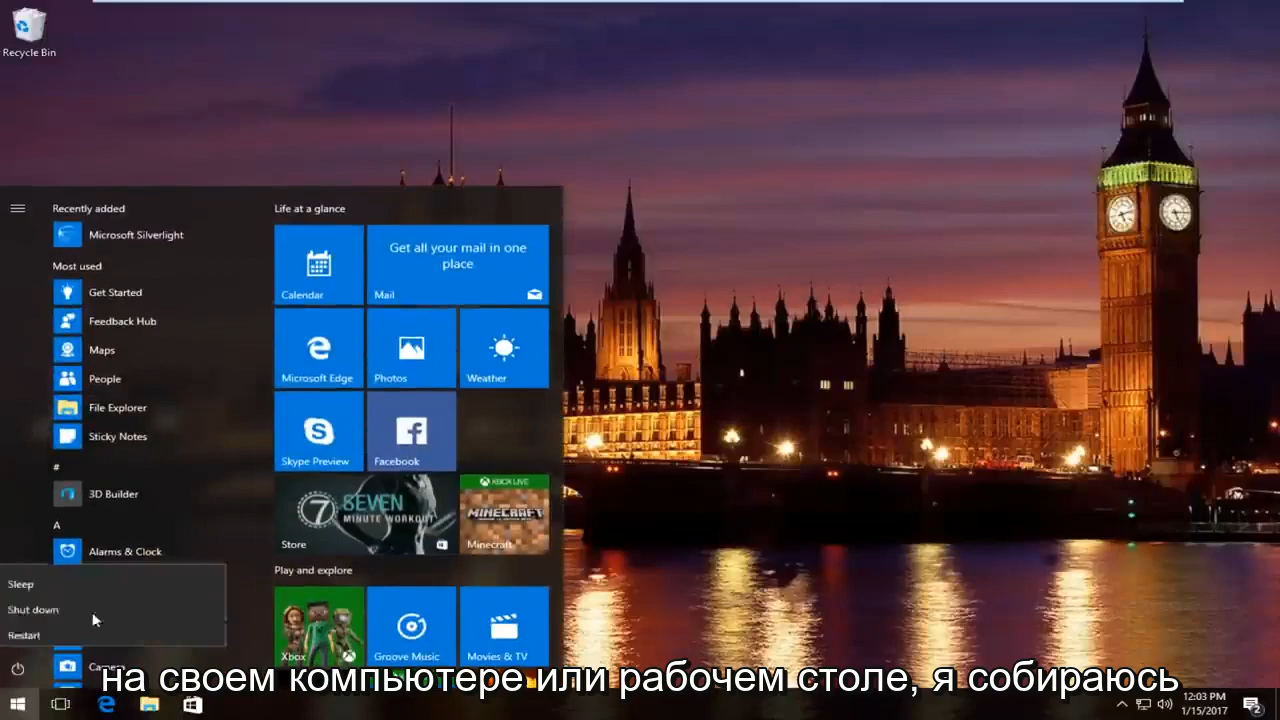 Recycle Bin
Recently added
Microsoft Silverlight
Most used
Get Started
Feedback Hub
Maps
People
File Explorer
Sticky Notes
#
3D Builder
A
Alarms & Clock
Sleep
Shut down
Restart
Life at a glance
Calendar
Get all your mail in one
place
Mail
Microsoft Edge
Photos
Weather
Skype Preview
Facebook
7 SEVEN
MINUTE WORKOUT
Store
XBOX LIVE
MINECRAFT
Minecraft
Play and explore
Xbox
Groove Music
Movies & TV
на своем компьютере или рабочем столе, я собираюсь
12:03 PM
1/15/2017
2